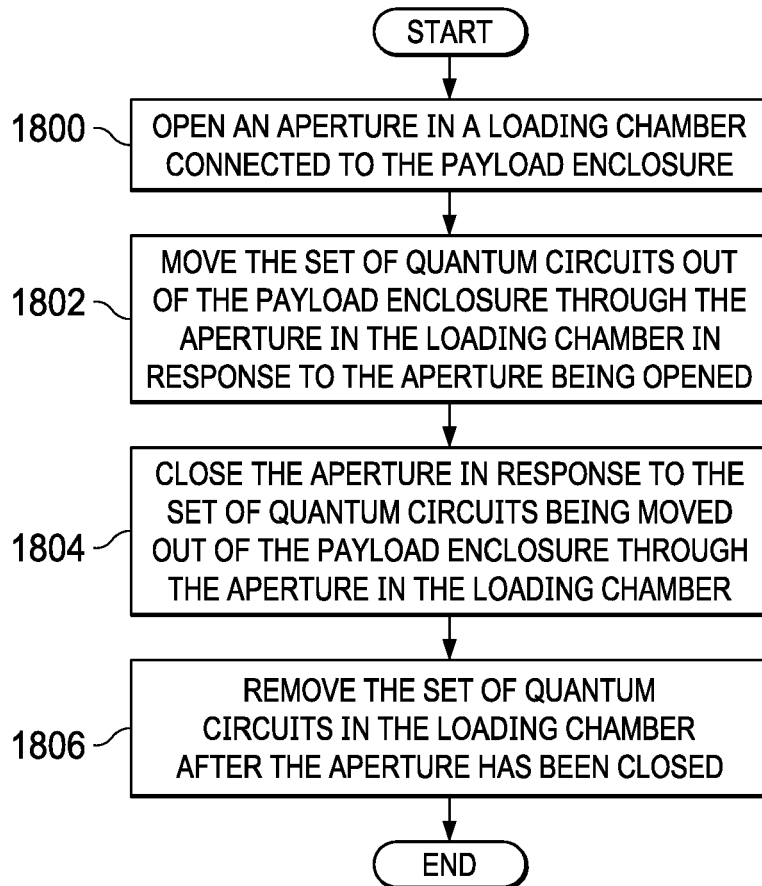 START
1800
OPEN AN APERTURE IN A LOADING CHAMBER
CONNECTED TO THE PAYLOAD ENCLOSURE
1802
MOVE THE SET OF QUANTUM CIRCUITS OUT
OF THE PAYLOAD ENCLOSURE THROUGH THE
APERTURE IN THE LOADING CHAMBER IN
RESPONSE TO THE APERTURE BEING OPENED
1804
CLOSE THE APERTURE IN RESPONSE TO THE
SET OF QUANTUM CIRCUITS BEING MOVED
OUT OF THE PAYLOAD ENCLOSURE THROUGH
THE APERTURE IN THE LOADING CHAMBER
1806
REMOVE THE SET OF QUANTUM
CIRCUITS IN THE LOADING CHAMBER
AFTER THE APERTURE HAS BEEN CLOSED
END